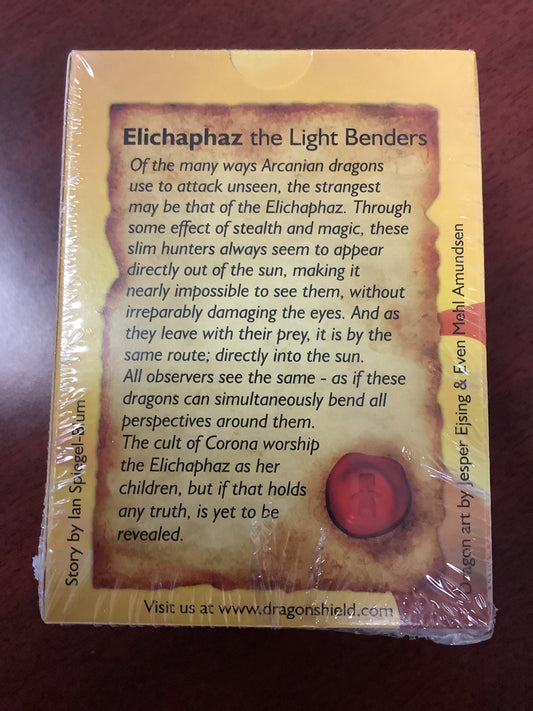 Elichaphaz the Light Benders
Of the many ways Arcanian dragons
use to attack unseen, the strangest
may be that of the Elichaphaz. Through
some effect of stealth and magic, these
slim hunters always seem to appear
directly out of the sun, making it
nearly impossible to see them, without
irreparably damaging the eyes. And as
they leave with their prey, it is by the
same route; directly into the sun.
All observers see the same - as if these
dragons can simultaneously bend all
perspectives around them.
The cult of Corona worship
the Elichaphaz as her
children, but if that holds
any truth, is yet to be
revealed.
Story by Ian Spiegel-Blum
Dragon art by Jesper Ejsing & Even Mehl Amundsen
Visit us at www.dragonshield.com